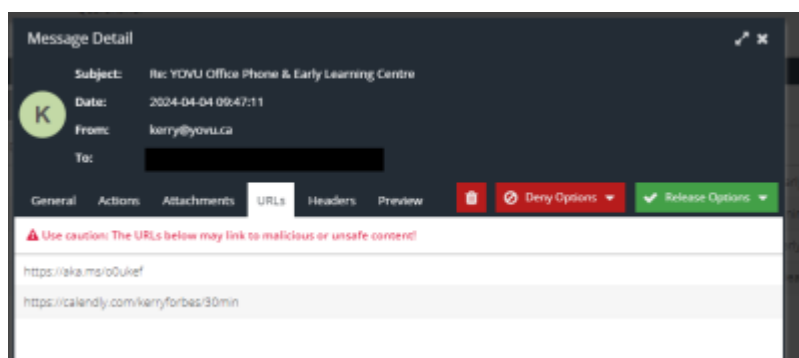 Message Detail
Subject: Re: YOVU Office Phone & Early Learning Centre
Date: 2024-04-04 09:47:11
K
From: kerry@yovu.ca
To:
General Actions Attachments URLs Headers Preview Deny Options Release Options
Use caution: The URLs below may link to malicious or unsafe content!
https://aka.ms/o0ukef
https://calendly.com/kerryforbes/30min